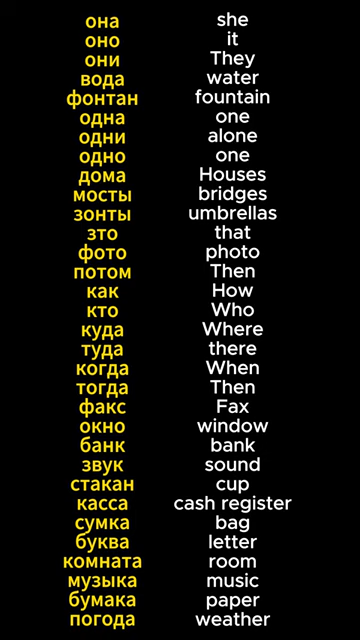 она she
оно it
они They
вода water
фонтан fountain
одна one
одни alone
одно one
дома Houses
мосты bridges
зонты umbrellas
зто that
фото photo
потом Then
как How
кто Who
куда Where
туда there
когда When
тогда Then
факс Fax
окно window
банк bank
звук sound
стакан cup
касса cash register
сумка bag
буква letter
комната room
музыка music
бумака paper
погода weather